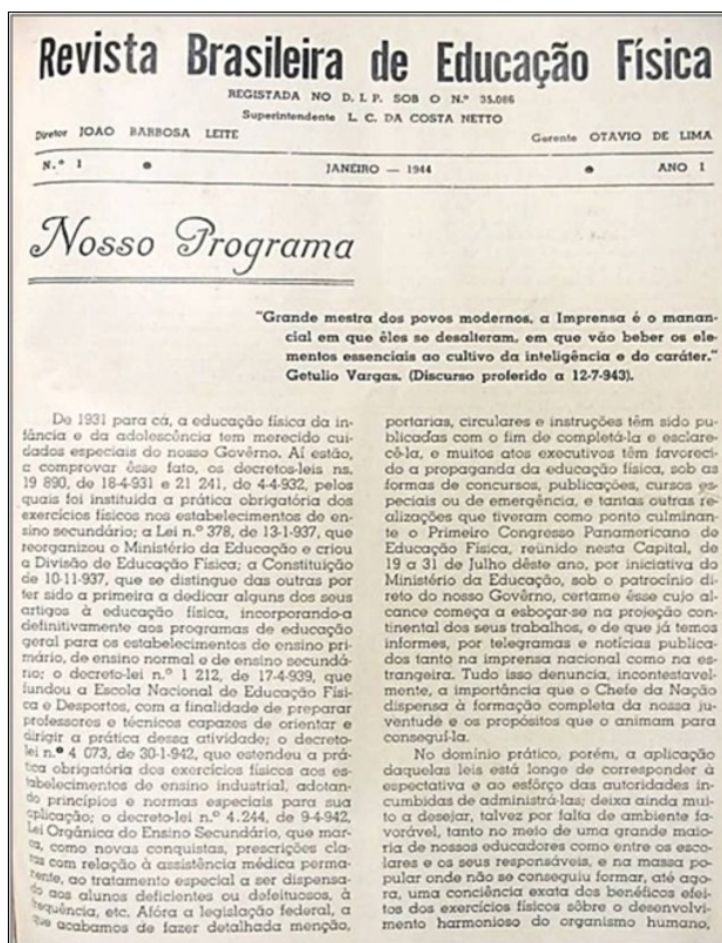 Revista Brasileira de Educação Física
REGISTADA NO D. I. P. SOB O N.º 35.086
Superintendente L. C. DA COSTA NETTO
Diretor JOÃO BARBOSA LEITE
Gerente OTAVIO DE LIMA
N.º 1 • JANEIRO — 1944 • ANO I
Nosso Programa
"Grande mestra dos povos modernos, a Imprensa é o manan-
cial em que êles se desalteram, em que vão beber os ele-
mentos essenciais ao cultivo da inteligência e do caráter."
Getulio Vargas. (Discurso proferido a 12-7-943).
De 1931 para cá, a educação física da in-
fância e da adolescência tem merecido cui-
dados especiais do nosso Govêrno. Aí estão,
a comprovar êsse fato, os decretos-leis ns.
19 890, de 18-4-931 e 21 241, de 4-4-932, pelos
quais foi instituida a prática obrigatória dos
exercícios físicos nos estabelecimentos de en-
sino secundário; a Lei n.º 378, de 13-1-937, que
reorganizou o Ministério da Educação e criou
a Divisão de Educação Física; a Constituição
de 10-11-937, que se distingue das outras por
ter sido a primeira a dedicar alguns dos seus
artigos à educação física, incorporando-a
definitivamente aos programas de educação
geral para os estabelecimentos de ensino pri-
mário, de ensino normal e de ensino secundá-
rio; o decreto-lei n.º 1 212, de 17-4-939, que
fundou a Escola Nacional de Educação Físi-
ca e Desportos, com a finalidade de preparar
professores e técnicos capazes de orientar e
dirigir a prática dessa atividade; o decreto-
lei n.º 4 073, de 30-1-942, que estendeu a prá-
tica obrigatória dos exercícios físicos aos es-
tabelecimentos de ensino industrial, adotan-
do princípios e normas especiais para sua
aplicação; o decreto-lei n.º 4.244, de 9-4-942,
Lei Orgânica do Ensino Secundário, que mar-
ca, como novas conquistas, prescrições cla-
ras com relação à assistência médica perma-
nente, ao tratamento especial a ser dispensa-
do aos alunos deficientes ou defeituosos, à
frequência, etc. Afóra a legislação federal, a
que acabamos de fazer detalhada menção,
portarias, circulares e instruções têm sido pu-
blicadas com o fim de completá-la e esclare-
cê-la, e muitos atos executivos têm favoreci-
do a propaganda da educação física, sob as
formas de concursos, publicações, cursos es-
peciais ou de emergência, e tantas outras re-
alizações que tiveram como ponto culminan-
te o Primeiro Congresso Panamericano de
Educação Física, reunido nesta Capital, de
19 a 31 de Julho dêste ano, por iniciativa do
Ministério da Educação, sob o patrocínio di-
reto do nosso Govêrno, certame êsse cujo al-
cance começa a esboçar-se na projeção con-
tinental dos seus trabalhos, e de que já temos
informes, por telegramas e notícias publica-
dos tanto na imprensa nacional como na es-
trangeira. Tudo isso denuncia, incontestavel-
mente, a importância que o Chefe da Nação
dispensa à formação completa da nossa ju-
ventude e os propósitos que o animam para
conseguí-la.
No domínio prático, porém, a aplicação
daquelas leis está longe de corresponder à
espectativa e ao esfôrço das autoridades in-
cumbidas de administrá-las; deixa ainda mui-
to a desejar, talvez por falta de ambiente fa-
vorável, tanto no meio de uma grande maio-
ria de nossos educadores como entre os esco-
lares e os seus responsáveis, e na massa po-
pular onde não se conseguiu formar, até ago-
ra, uma conciência exata dos benéficos efei-
tos dos exercícios físicos sôbre o desenvolvi-
mento harmonioso do organismo humano,